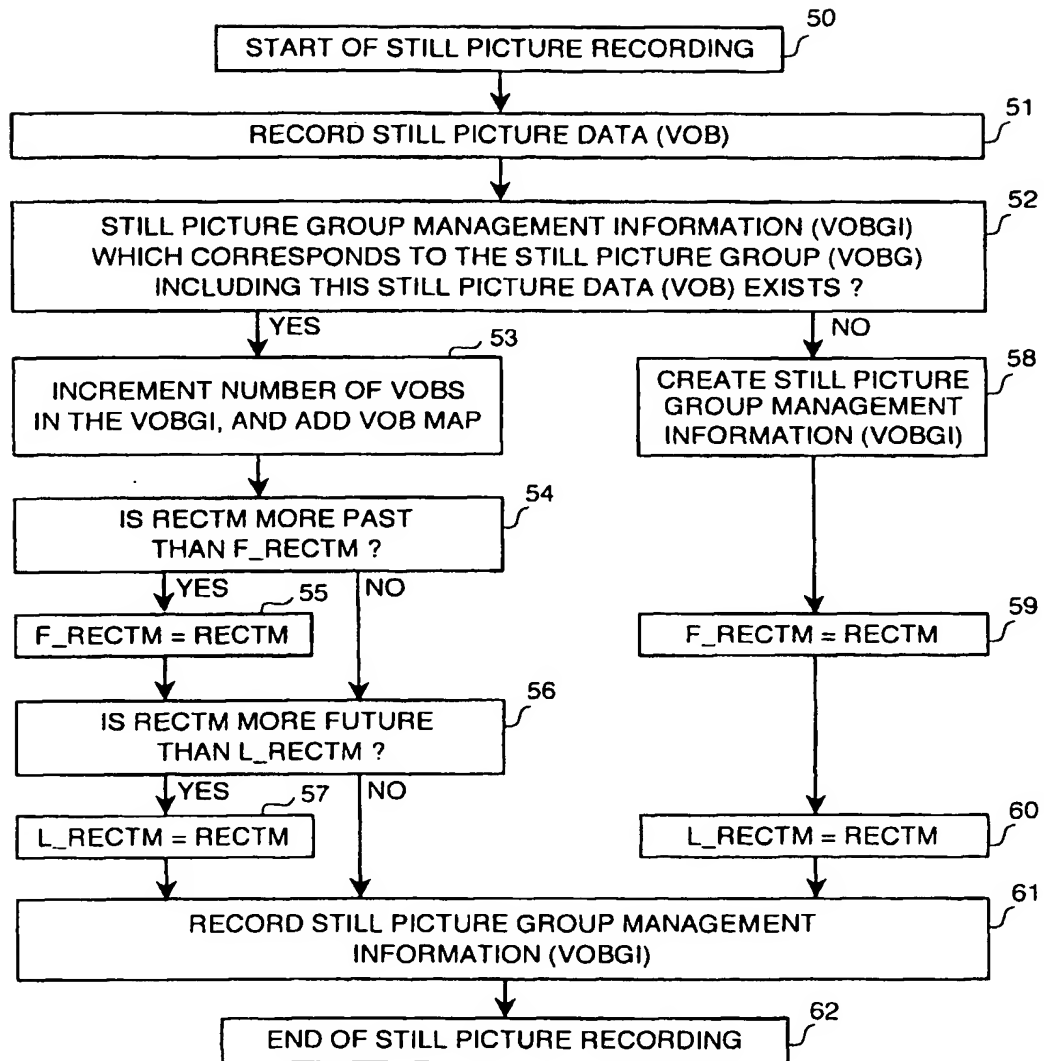 50
START OF STILL PICTURE RECORDING
51
RECORD STILL PICTURE DATA (VOB)
52
STILL PICTURE GROUP MANAGEMENT INFORMATION (VOBGI)
WHICH CORRESPONDS TO THE STILL PICTURE GROUP (VOBG)
INCLUDING THIS STILL PICTURE DATA (VOB) EXISTS ?
YES
NO
53
INCREMENT NUMBER OF VOBS
IN THE VOBGI, AND ADD VOB MAP
58
CREATE STILL PICTURE
GROUP MANAGEMENT
INFORMATION (VOBGI)
54
IS RECTM MORE PAST
THAN F_RECTM ?
YES
NO
55
F_RECTM = RECTM
59
F_RECTM = RECTM
56
IS RECTM MORE FUTURE
THAN L_RECTM ?
YES
NO
57
L_RECTM = RECTM
60
L_RECTM = RECTM
61
RECORD STILL PICTURE GROUP MANAGEMENT
INFORMATION (VOBGI)
62
END OF STILL PICTURE RECORDING